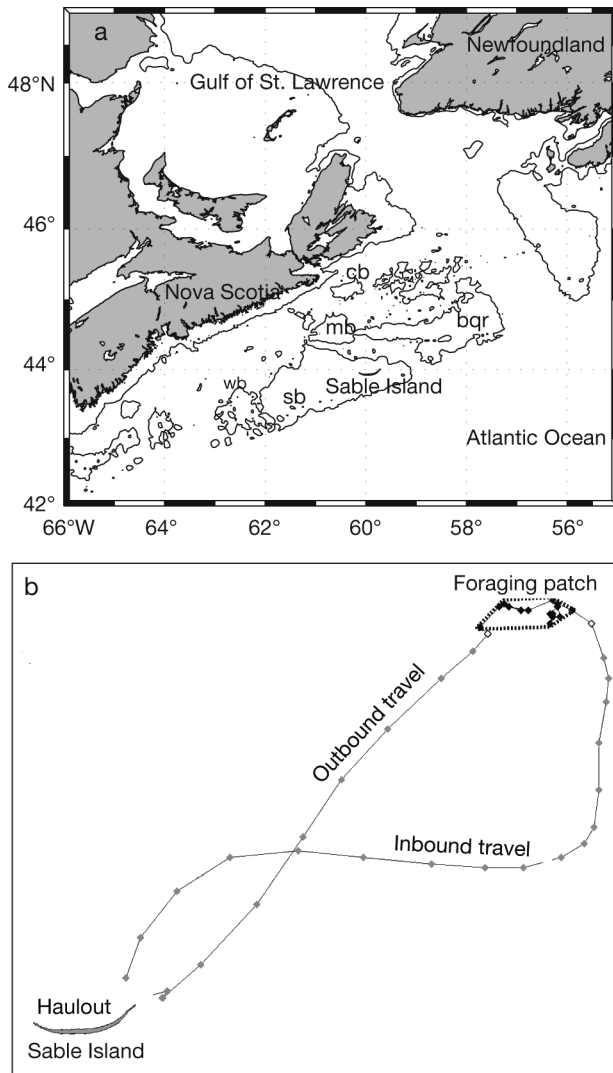 a
Newfoundland
48°N
Gulf of St. Lawrence
46°
cb
Nova Scotia
mb
bqr
44°
wb
sb
Sable Island
Atlantic Ocean
42°
66°W 64° 62° 60° 58° 56°
b
Foraging patch
Outbound travel
Inbound travel
Haulout
Sable Island